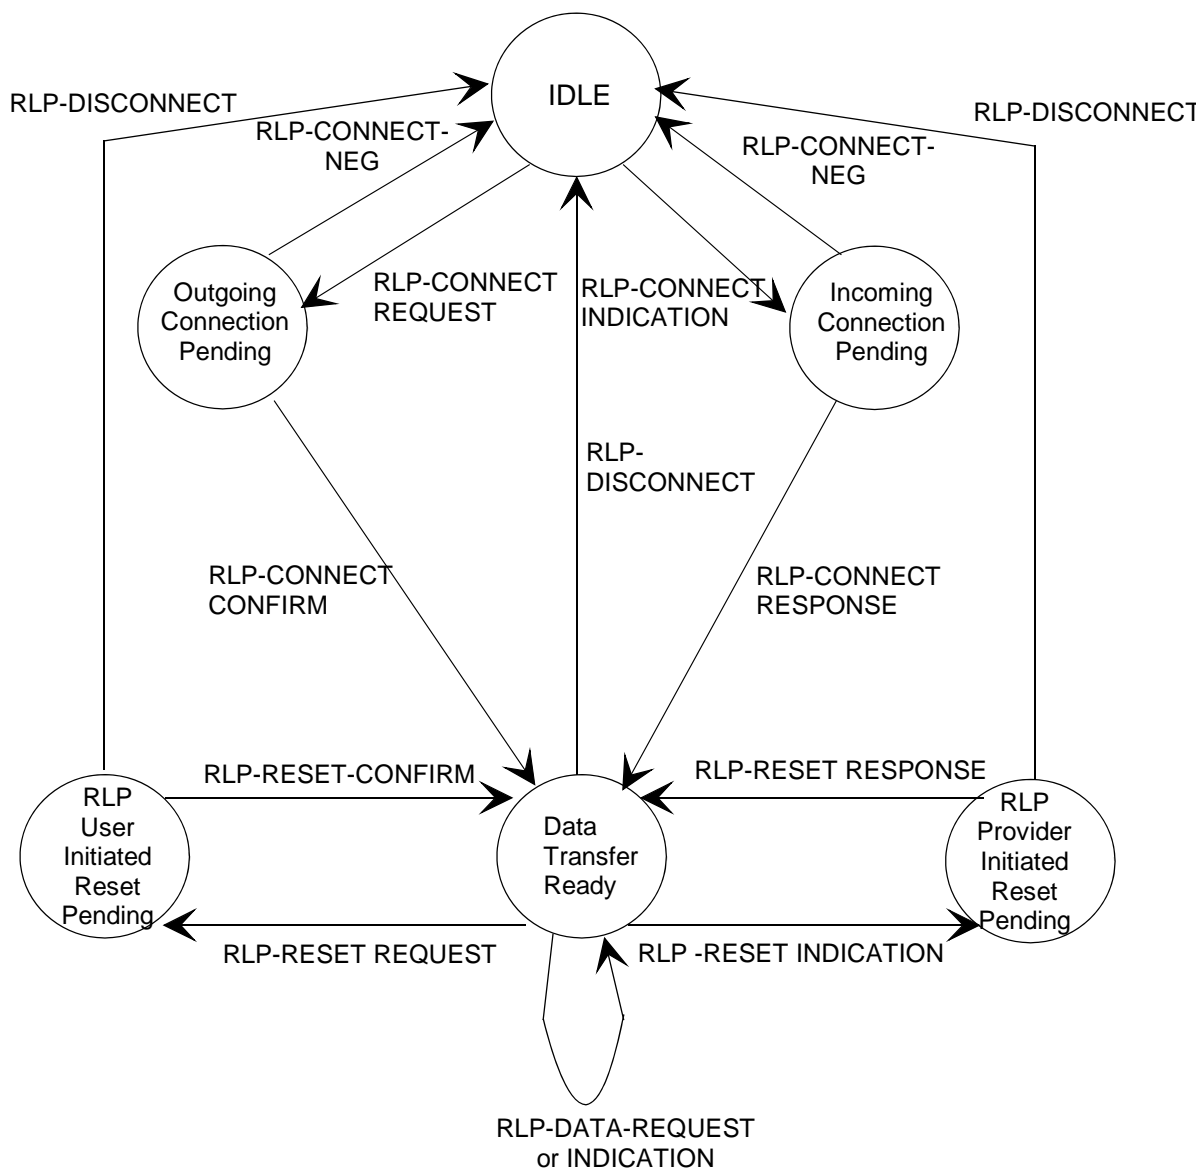 IDLE
RLP-DISCONNECT
RLP-DISCONNECT
RLP-CONNECT-
NEG
RLP-CONNECT-
NEG
Outgoing
Connection
Pending
RLP-CONNECT
REQUEST
RLP-CONNECT
INDICATION
Incoming
Connection
Pending
RLP-
DISCONNECT
RLP-CONNECT
CONFIRM
RLP-CONNECT
RESPONSE
RLP-RESET-CONFIRM
RLP-RESET RESPONSE
RLP
User
Initiated
Reset
Pending
Data
Transfer
Ready
RLP
Provider
Initiated
Reset
Pending
RLP-RESET REQUEST
RLP -RESET INDICATION
RLP-DATA-REQUEST
or INDICATION